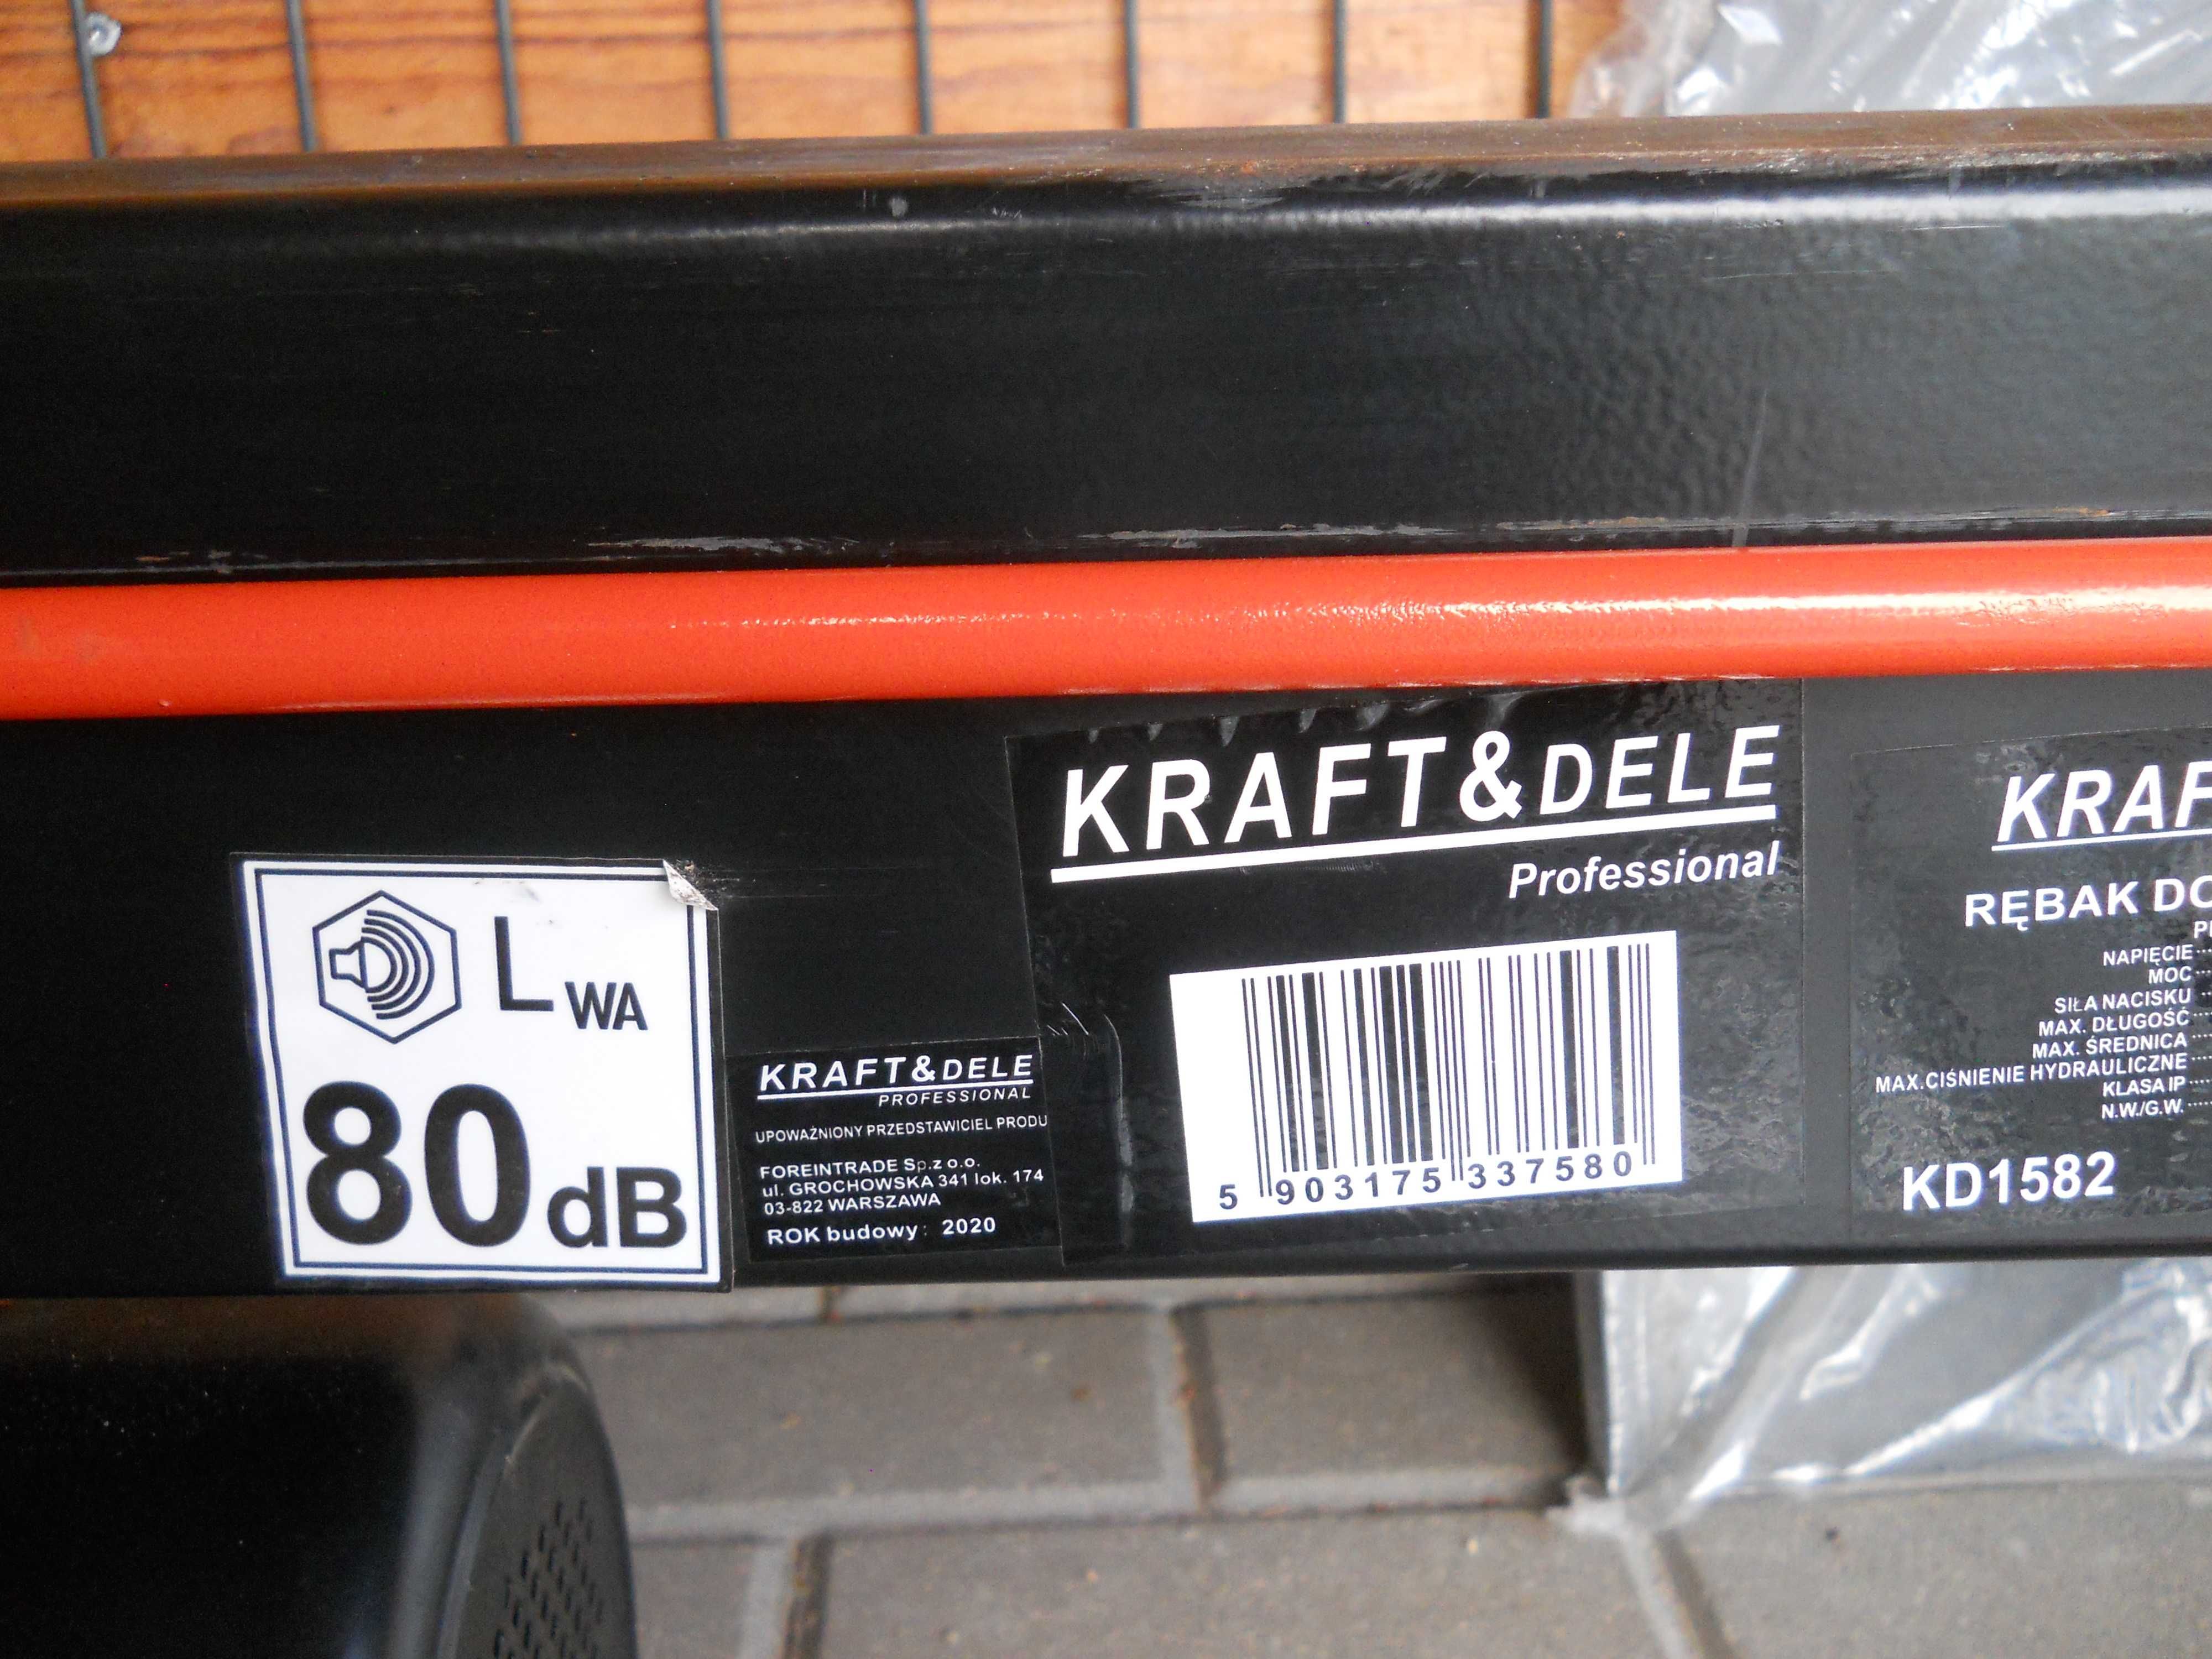 L WA
80 dB
KRAFT&DELE
PROFESSIONAL
UPOWAŻNIONY PRZEDSTAWICIEL PRODU
FOREINTRADE Sp.z o.o.
ul. GROCHOWSKA 341 lok. 174
03-822 WARSZAWA
ROK budowy: 2020
KRAFT&DELE
Professional
5 903175 337580
KRAF
RĘBAK DO
NAPIĘCIE
MOC
SIŁA NACISKU
MAX. DŁUGOŚĆ
MAX. ŚREDNICA
MAX.CIŚNIENIE HYDRAULICZNE
KLASA IP
N.W./G.W.
KD1582